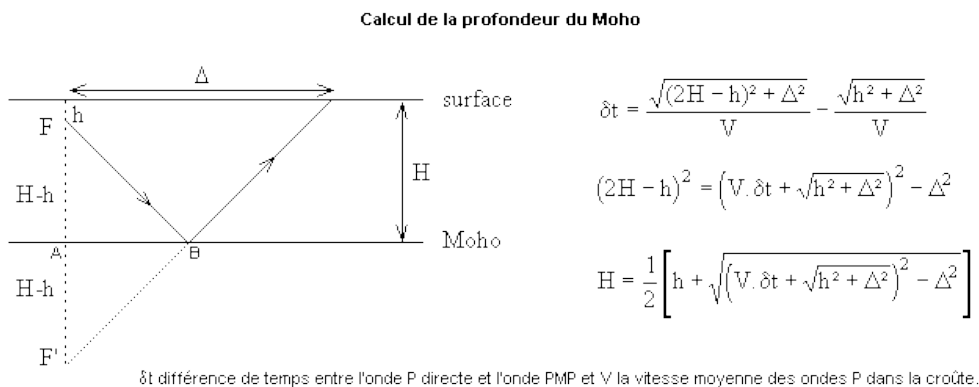 Calcul de la profondeur du Moho
Δ
surface
h
F
H-h
H
A
B
Moho
H-h
F'
δt = √((2H − h)² + Δ²) / V − √(h² + Δ²) / V
(2H − h)² = (V. δt + √(h² + Δ²))² − Δ²
H = 1/2 [h + √((V. δt + √(h² + Δ²))² − Δ²)]
δt différence de temps entre l'onde P directe et l'onde PMP et V la vitesse moyenne des ondes P dans la croûte.